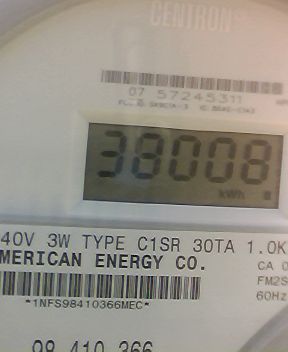 CENTRON
07 57245311
38008
kWh
40V 3W TYPE C1SR 30TA 1.0K
MERICAN ENERGY CO.
CA 0
FM2S
*1NFS98410366MEC*
60Hz
98 410 366